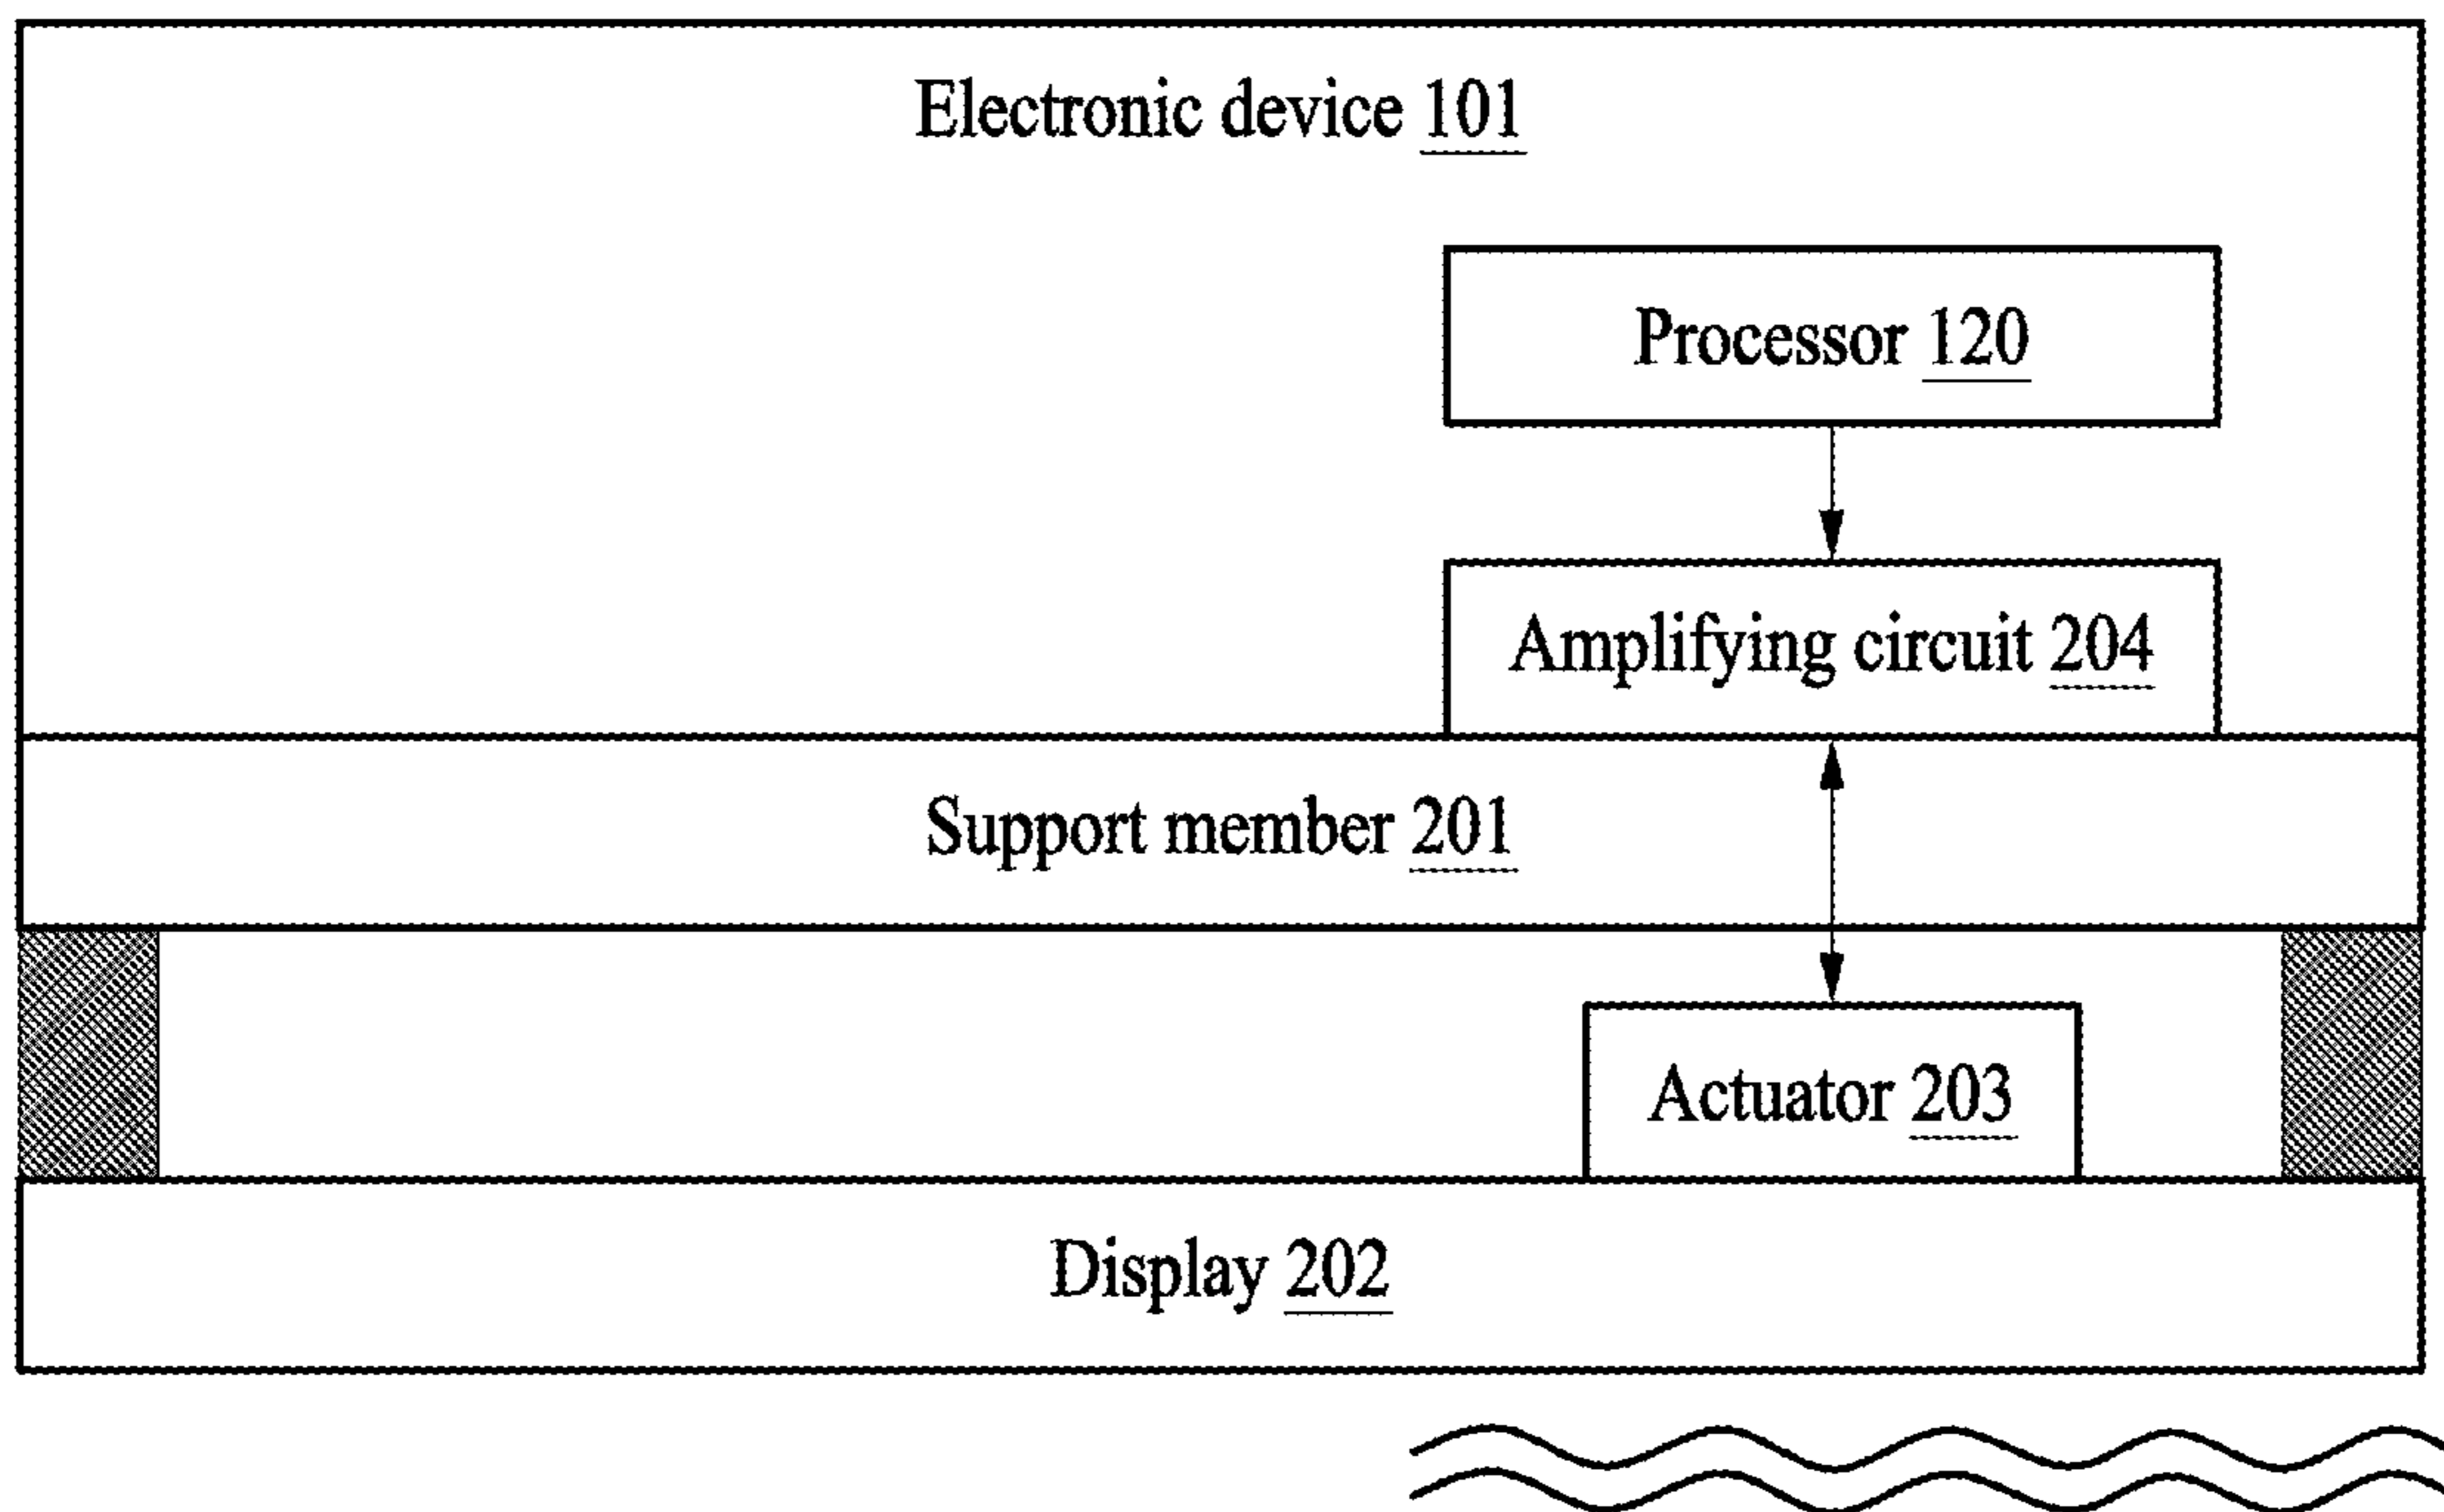 Electronic device 101
Processor 120
Amplifying circuit 204
Support member 201
Actuator 203
Display 202